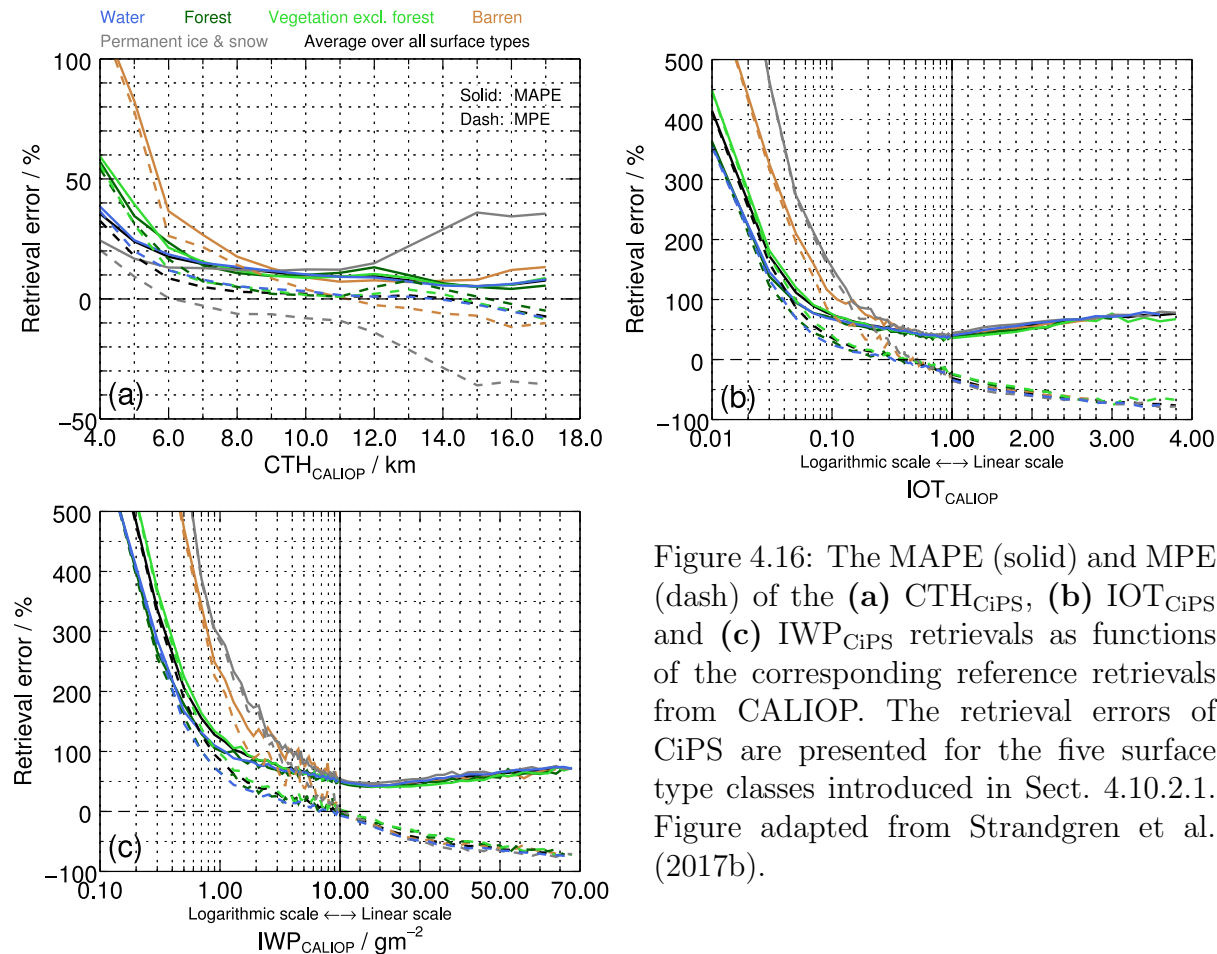 Water Forest Vegetation excl. forest Barren
Permanent ice & snow Average over all surface types
100
50
0
−50
Retrieval error / %
Solid: MAPE
Dash: MPE
(a)
4.0 6.0 8.0 10.0 12.0 14.0 16.0 18.0
CTH_CALIOP / km
500
400
300
200
100
0
−100
Retrieval error / %
(b)
0.01 0.10 1.00 2.00 3.00 4.00
Logarithmic scale ←→ Linear scale
IOT_CALIOP
500
400
300
200
100
0
−100
Retrieval error / %
(c)
0.10 1.00 10.00 30.00 50.00 70.00
Logarithmic scale ←→ Linear scale
IWP_CALIOP / gm⁻²
Figure 4.16: The MAPE (solid) and MPE
(dash) of the (a) CTH_CiPS, (b) IOT_CiPS
and (c) IWP_CiPS retrievals as functions
of the corresponding reference retrievals
from CALIOP. The retrieval errors of
CiPS are presented for the five surface
type classes introduced in Sect. 4.10.2.1.
Figure adapted from Strandgren et al.
(2017b).